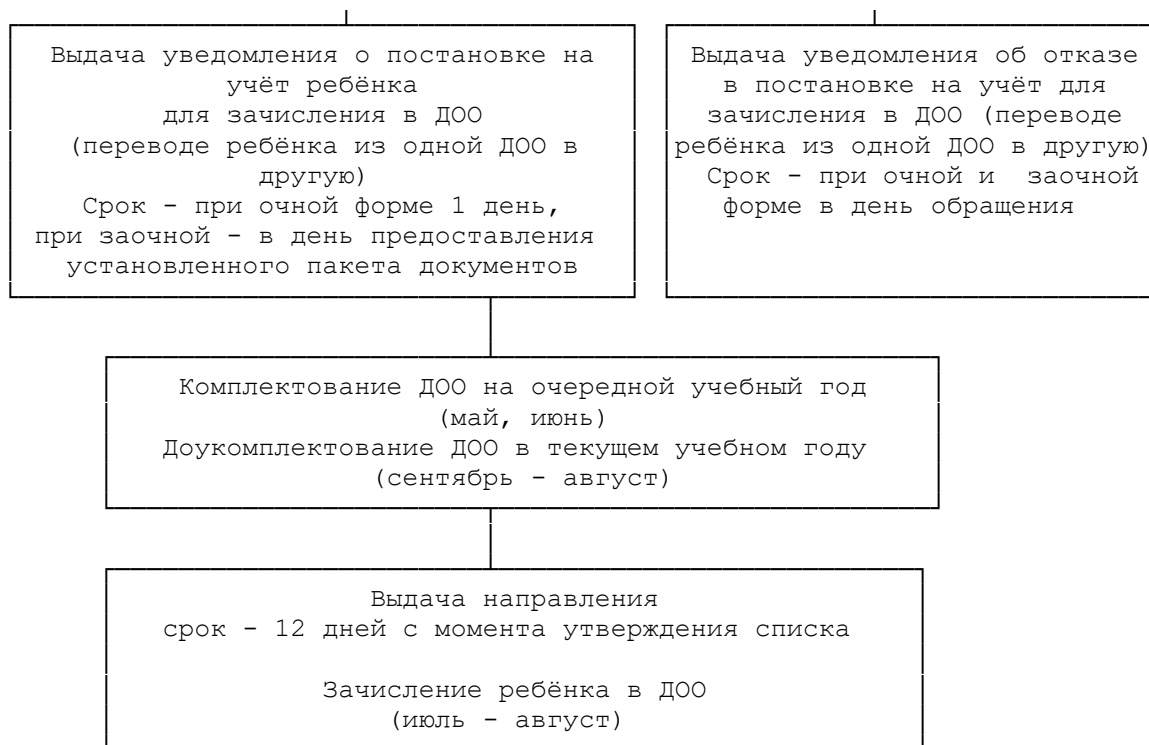 Выдача уведомления о постановке на
учёт ребёнка
для зачисления в ДОО
(переводе ребёнка из одной ДОО в
другую)
Срок - при очной форме 1 день,
при заочной - в день предоставления
установленного пакета документов
Выдача уведомления об отказе
в постановке на учёт для
зачисления в ДОО (переводе
ребёнка из одной ДОО в другую)
Срок - при очной и заочной
форме в день обращения
Комплектование ДОО на очередной учебный год
(май, июнь)
Доукомплектование ДОО в текущем учебном году
(сентябрь - август)
Выдача направления
срок - 12 дней с момента утверждения списка
Зачисление ребёнка в ДОО
(июль - август)